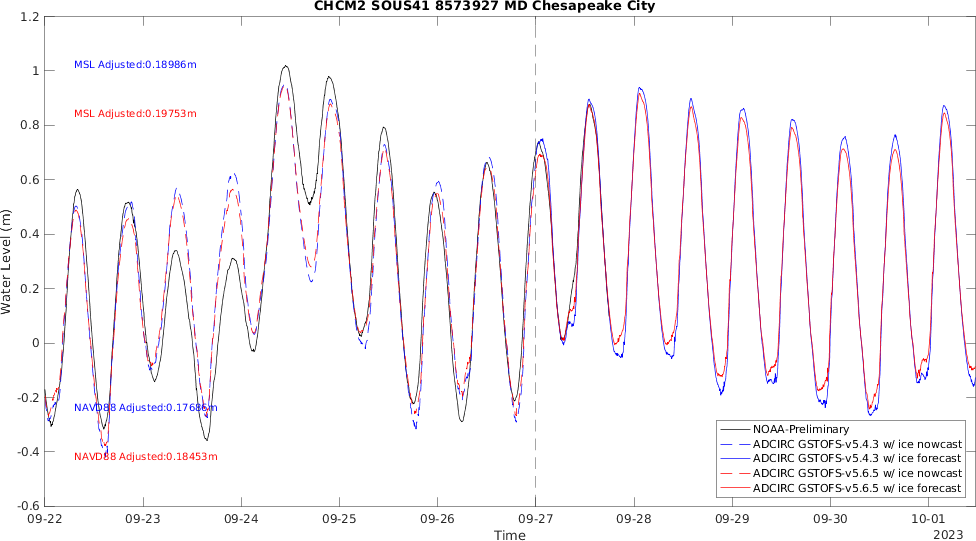 CHCM2 SOUS41 8573927 MD Chesapeake City
1.2
1
0.8
0.6
0.4
0.2
0
-0.2
-0.4
-0.6
Water Level (m)
MSL Adjusted:0.18986m
MSL Adjusted:0.19753m
NAVD88 Adjusted:0.17686m
NAVD88 Adjusted:0.18453m
NOAA-Preliminary
ADCIRC GSTOFS-v5.4.3 w/ ice nowcast
ADCIRC GSTOFS-v5.4.3 w/ ice forecast
ADCIRC GSTOFS-v5.6.5 w/ ice nowcast
ADCIRC GSTOFS-v5.6.5 w/ ice forecast
09-22 09-23 09-24 09-25 09-26 09-27 09-28 09-29 09-30 10-01
Time
2023